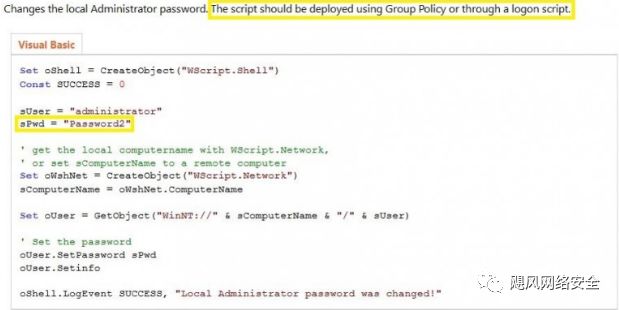 Changes the local Administrator password. The script should be deployed using Group Policy or through a logon script.
Visual Basic
Set oShell = CreateObject("WScript.Shell")
Const SUCCESS = 0
sUser = "administrator"
sPwd = "Password2"
' get the local computername with WScript.Network,
' or set sComputerName to a remote computer
Set oWshNet = CreateObject("WScript.Network")
sComputerName = oWshNet.ComputerName
Set oUser = GetObject("WinNT://" & sComputerName & "/" & sUser)
' Set the password
oUser.SetPassword sPwd
oUser.Setinfo
oShell.LogEvent SUCCESS, "Local Administrator password was changed!"
飓风网络安全